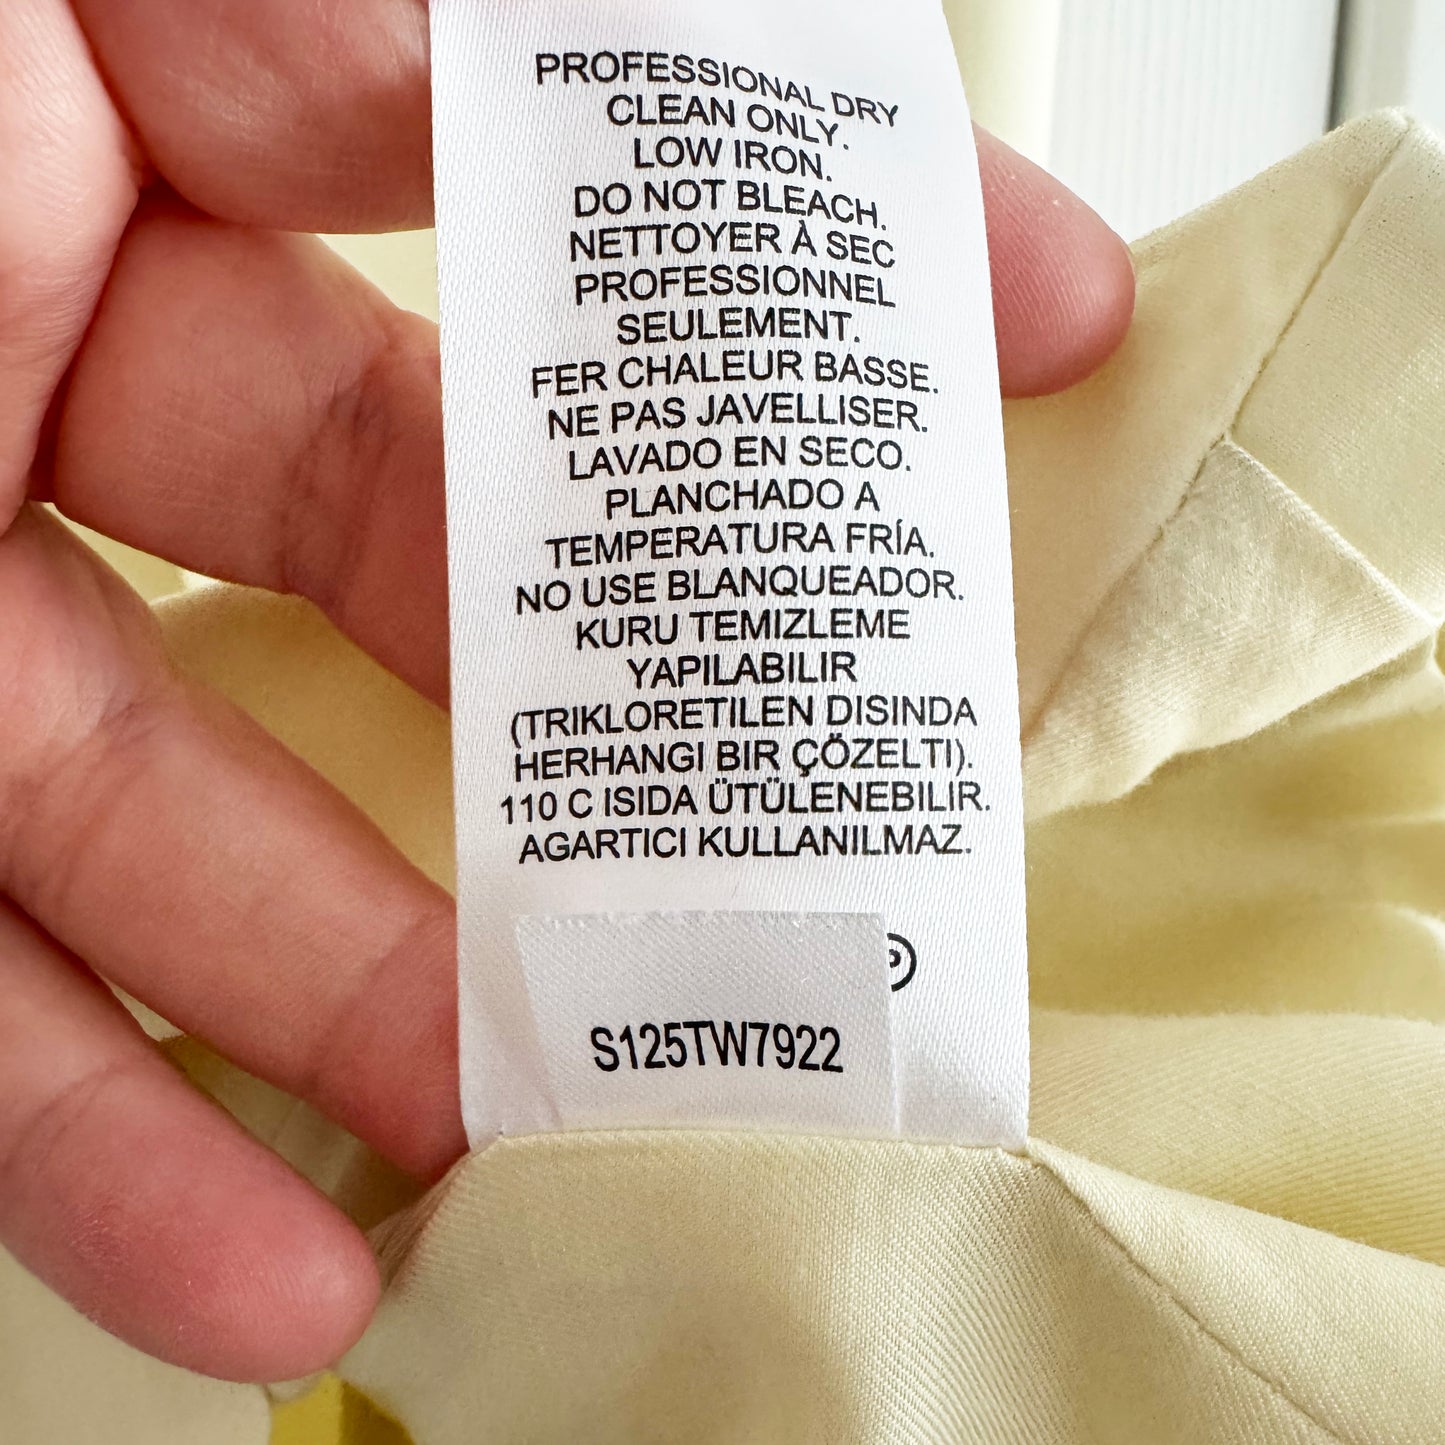 PROFESSIONAL DRY
CLEAN ONLY.
LOW IRON.
DO NOT BLEACH.
NETTOYER À SEC
PROFESSIONNEL
SEULEMENT.
FER CHALEUR BASSE.
NE PAS JAVELLISER.
LAVADO EN SECO.
PLANCHADO A
TEMPERATURA FRÍA.
NO USE BLANQUEADOR.
KURU TEMIZLEME
YAPILABILIR
(TRIKLORETILEN DISINDA
HERHANGI BIR ÇÖZELTI).
110 C ISIDA ÜTÜLENEBILIR.
AGARTICI KULLANILMAZ.
P
S125TW7922